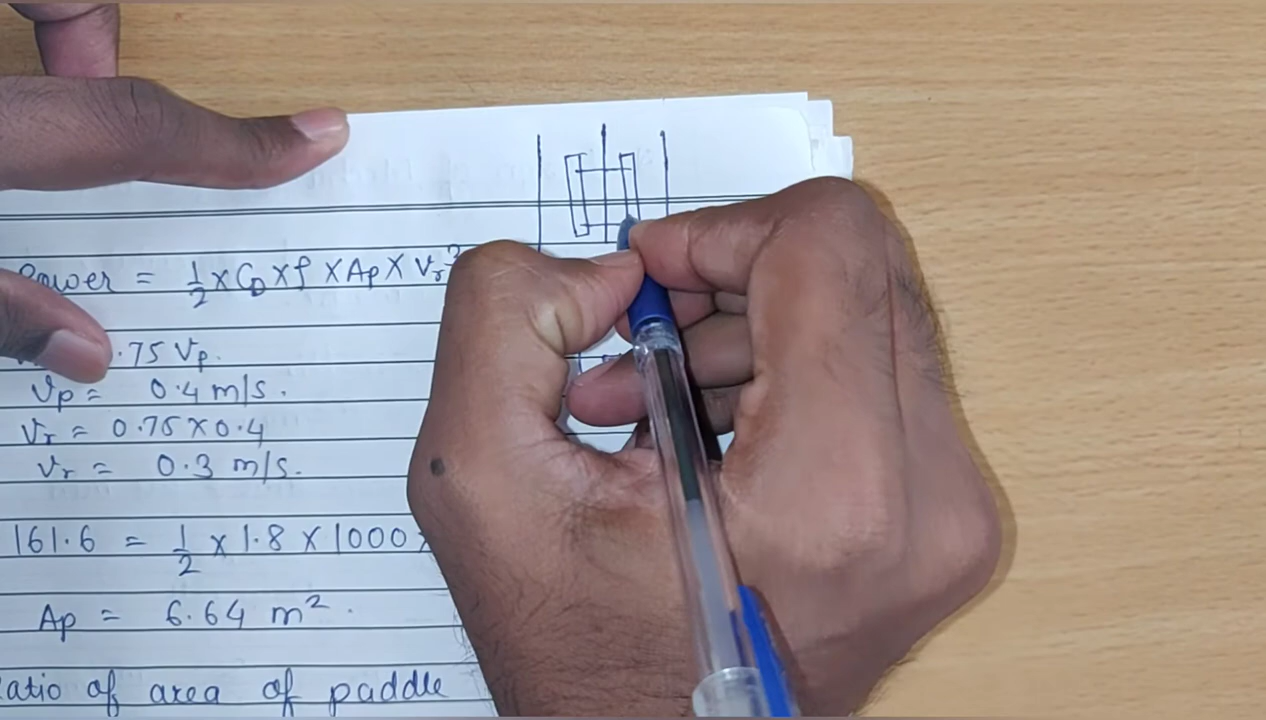 Power = 1/2 × C_D × ρ × Ap × Vr³
.75 Vp.
Vp = 0.4 m/s.
Vr = 0.75 × 0.4
Vr = 0.3 m/s.
161.6 = 1/2 × 1.8 × 1000 ×
Ap = 6.64 m².
atio of area of paddle